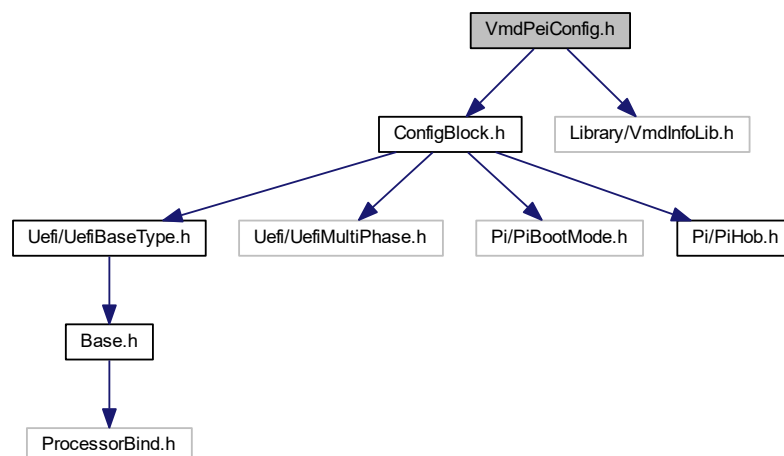 VmdPeiConfig.h
ConfigBlock.h
Library/VmdInfoLib.h
Uefi/UefiBaseType.h
Uefi/UefiMultiPhase.h
Pi/PiBootMode.h
Pi/PiHob.h
Base.h
ProcessorBind.h